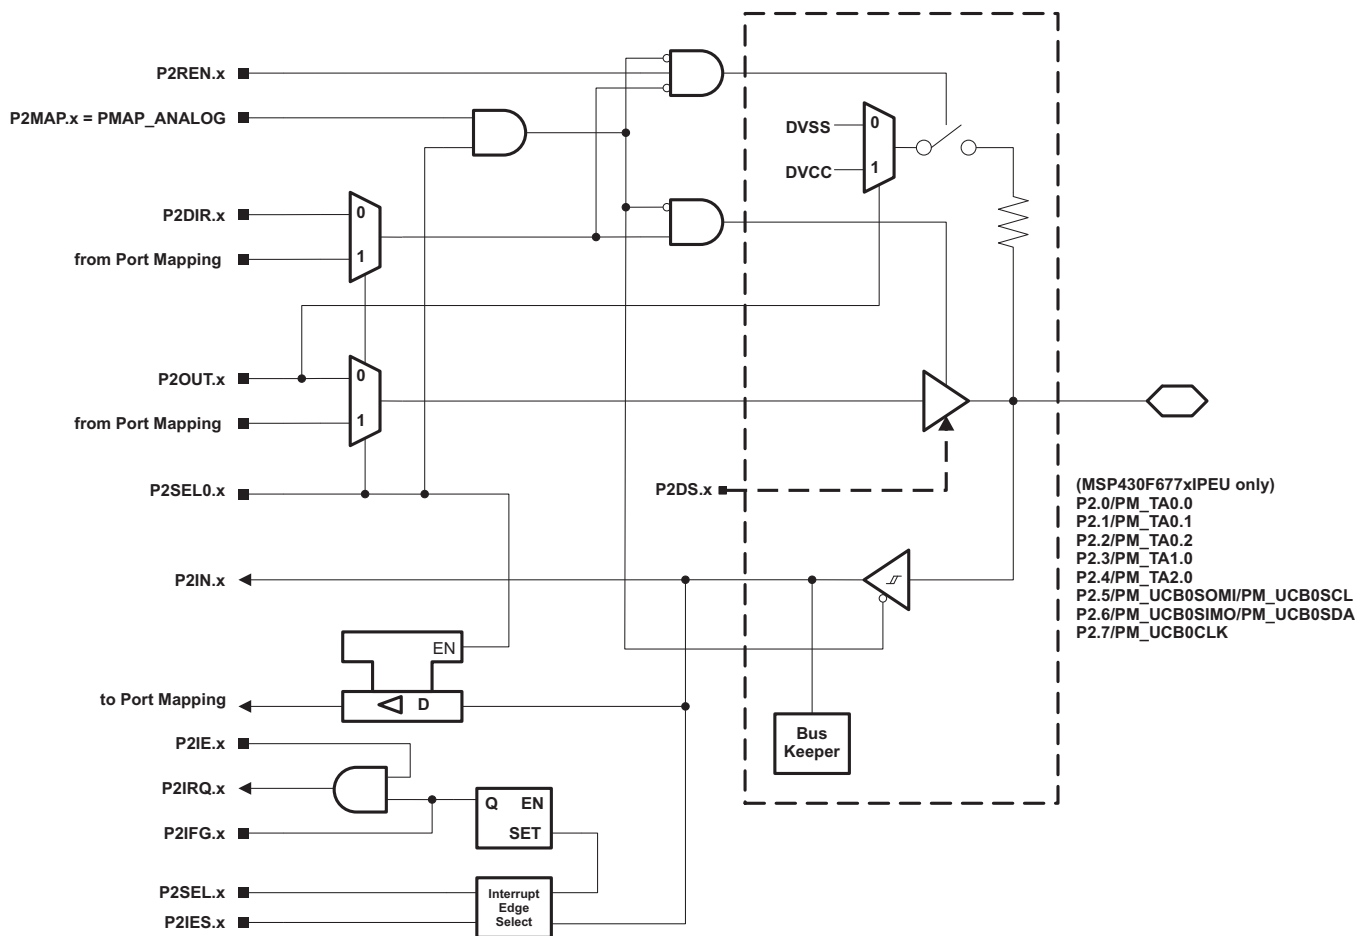 P2REN.x
P2MAP.x = PMAP_ANALOG
DVSS
0
DVCC
1
P2DIR.x
0
from Port Mapping
1
P2OUT.x
0
from Port Mapping
1
P2SEL0.x
P2DS.x
(MSP430F677xIPEU only)
P2.0/PM_TA0.0
P2.1/PM_TA0.1
P2.2/PM_TA0.2
P2.3/PM_TA1.0
P2.4/PM_TA2.0
P2.5/PM_UCB0SOMI/PM_UCB0SCL
P2.6/PM_UCB0SIMO/PM_UCB0SDA
P2.7/PM_UCB0CLK
P2IN.x
EN
to Port Mapping
D
Bus
Keeper
P2IE.x
P2IRQ.x
Q EN
SET
P2IFG.x
P2SEL.x
P2IES.x
Interrupt
Edge
Select